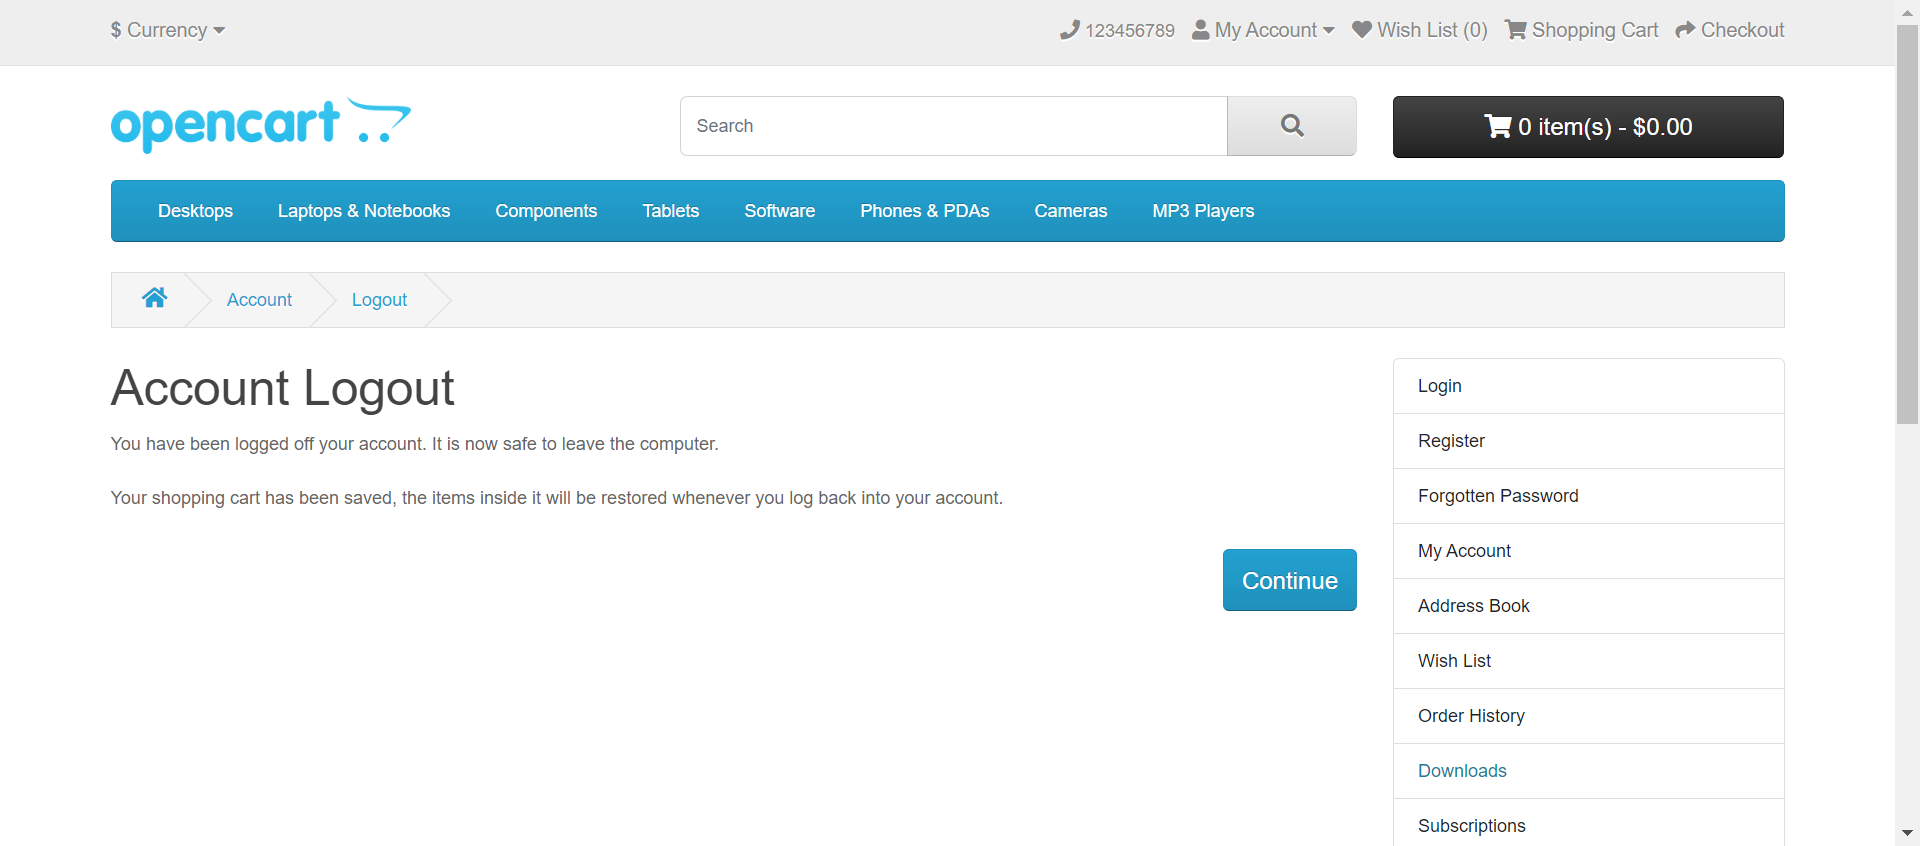 $ Currency
123456789 My Account Wish List (0) Shopping Cart Checkout
opencart
Search
0 item(s) - $0.00
Desktops Laptops & Notebooks Components Tablets Software Phones & PDAs Cameras MP3 Players
Account Logout
Account Logout
You have been logged off your account. It is now safe to leave the computer.
Your shopping cart has been saved, the items inside it will be restored whenever you log back into your account.
Continue
Login
Register
Forgotten Password
My Account
Address Book
Wish List
Order History
Downloads
Subscriptions